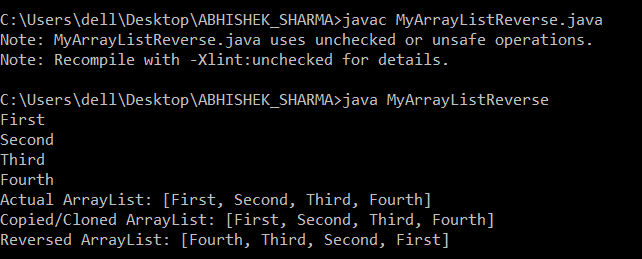 C:\Users\dell\Desktop\ABHISHEK_SHARMA>javac MyArrayListReverse.java
Note: MyArrayListReverse.java uses unchecked or unsafe operations.
Note: Recompile with -Xlint:unchecked for details.
C:\Users\dell\Desktop\ABHISHEK_SHARMA>java MyArrayListReverse
First
Second
Third
Fourth
Actual ArrayList: [First, Second, Third, Fourth]
Copied/Cloned ArrayList: [First, Second, Third, Fourth]
Reversed ArrayList: [Fourth, Third, Second, First]